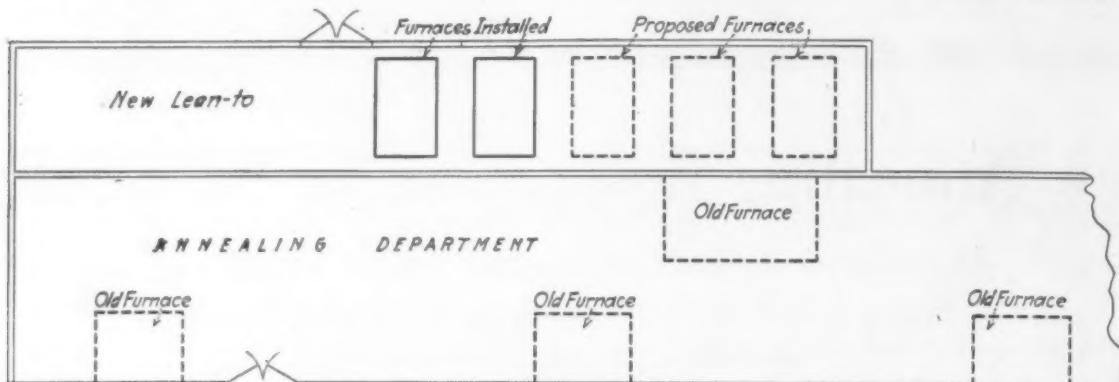 Furnaces Installed
Proposed Furnaces
New Lean-to
Old Furnace
ANNEALING DEPARTMENT
Old Furnace
Old Furnace
Old Furnace